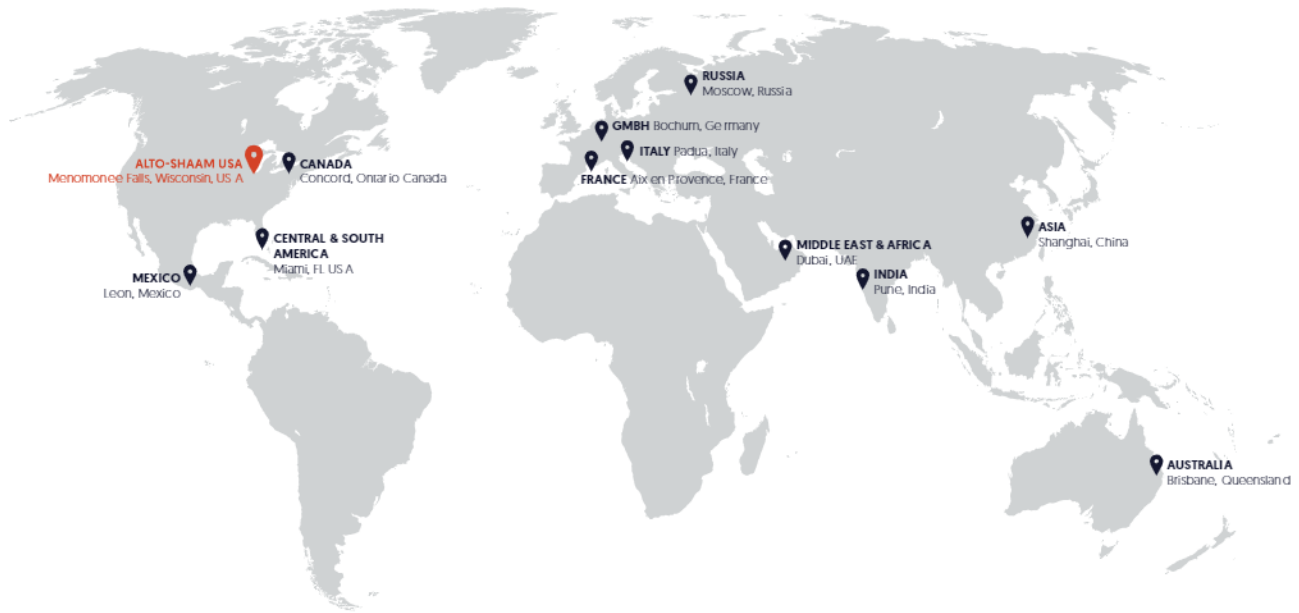 RUSSIA
Moscow, Russia
GMBH Bochum, Germany
ITALY Padua, Italy
ALTO-SHAAM USA
Menomonee Falls, Wisconsin, US A
CANADA
Concord, Ontario Canada
FRANCE Aix en Provence, France
CENTRAL & SOUTH
AMERICA
Miami, FL US A
MEXICO
Leon, Mexico
MIDDLE EAST & AFRICA
Dubai, UAE
INDIA
Pune, India
ASIA
Shanghai, China
AUSTRALIA
Brisbane, Queensland